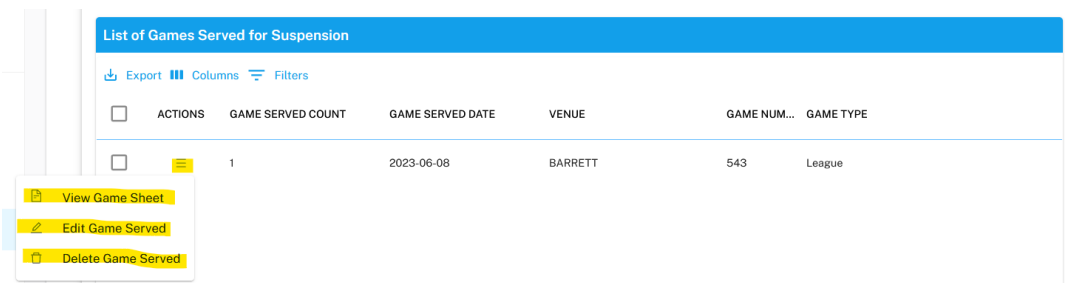 List of Games Served for Suspension
Export Columns Filters
ACTIONS GAME SERVED COUNT GAME SERVED DATE VENUE GAME NUM... GAME TYPE
1 2023-06-08 BARRETT 543 League
View Game Sheet
Edit Game Served
Delete Game Served